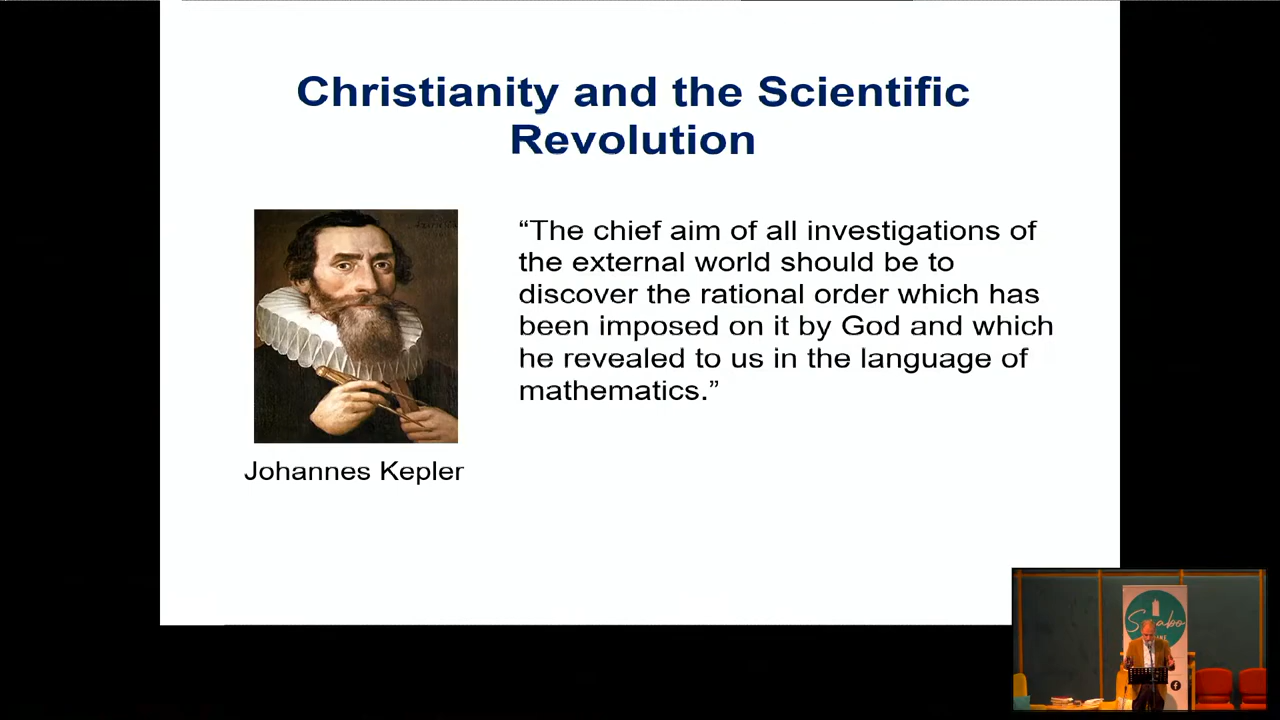 Christianity and the Scientific
Revolution
“The chief aim of all investigations of
the external world should be to
discover the rational order which has
been imposed on it by God and which
he revealed to us in the language of
mathematics.”
Johannes Kepler